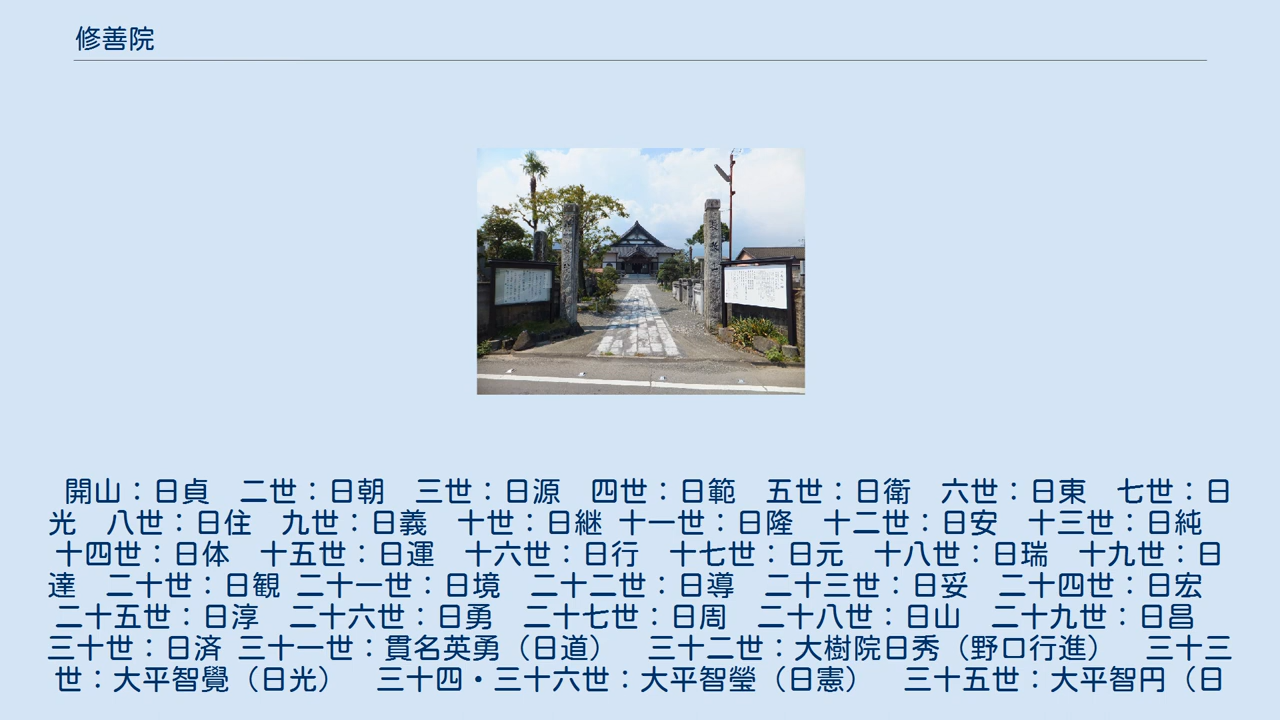 修善院
開山：日貞　二世：日朝　三世：日源　四世：日範　五世：日衛　六世：日東　七世：日
光　八世：日住　九世：日義　十世：日継 十一世：日隆　十二世：日安　十三世：日純
十四世：日体　十五世：日運　十六世：日行　十七世：日元　十八世：日瑞　十九世：日
達　二十世：日観 二十一世：日境　二十二世：日導　二十三世：日妥　二十四世：日宏
二十五世：日淳　二十六世：日勇　二十七世：日周　二十八世：日山　二十九世：日昌
三十世：日済 三十一世：貫名英勇（日道）　三十二世：大樹院日秀（野口行進）　三十三
世：大平智覺（日光）　三十四・三十六世：大平智瑩（日憲）　三十五世：大平智円（日